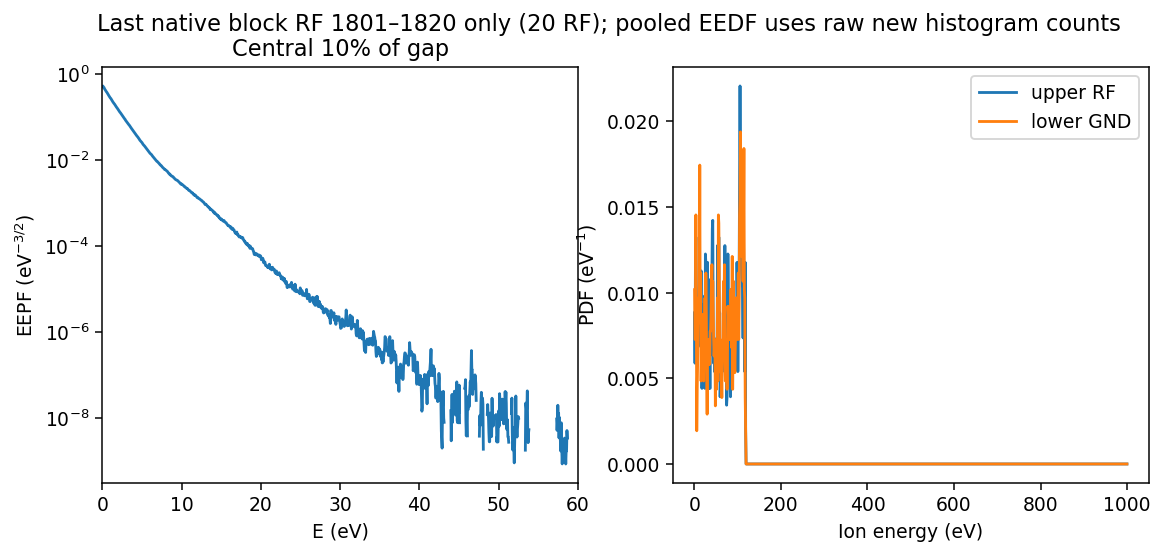 Last native block RF 1801–1820 only (20 RF); pooled EEDF uses raw new histogram counts
Central 10% of gap
EEPF (eV⁻³/²)
10⁰
10⁻²
10⁻⁴
10⁻⁶
10⁻⁸
0 10 20 30 40 50 60
E (eV)
PDF (eV⁻¹)
0.020
0.015
0.010
0.005
0.000
upper RF
lower GND
0 200 400 600 800 1000
Ion energy (eV)